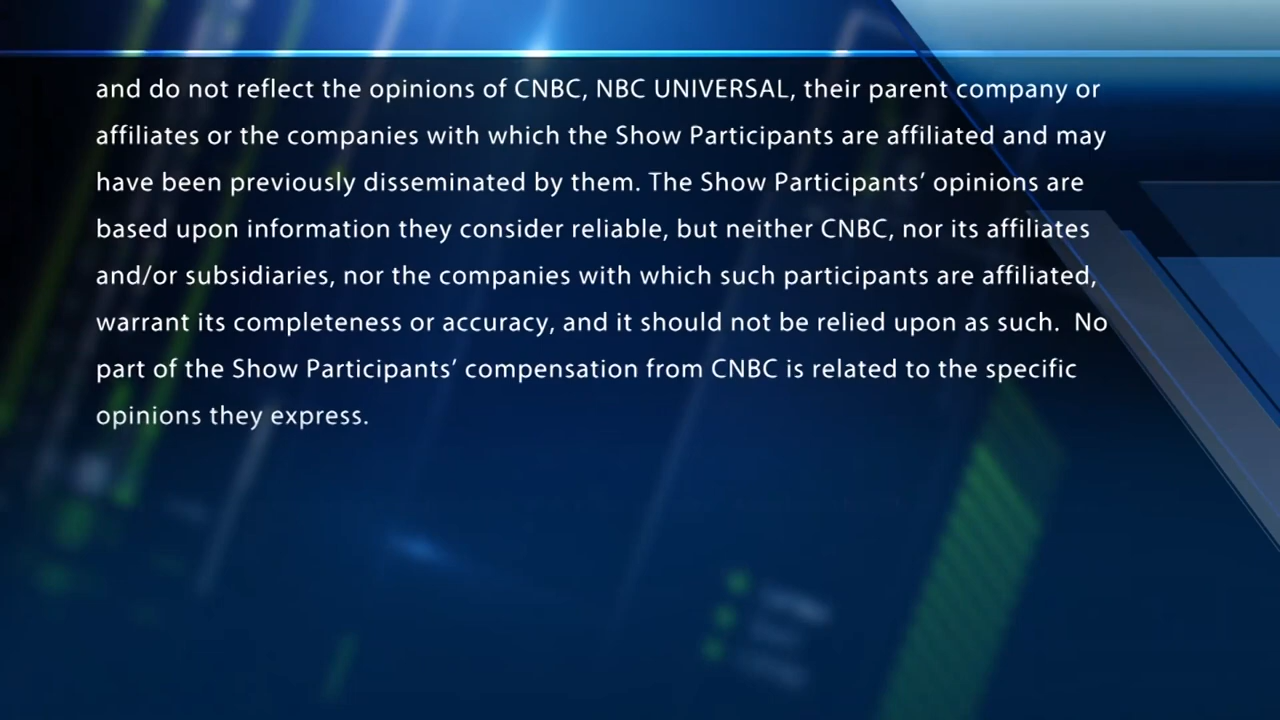 and do not reflect the opinions of CNBC, NBC UNIVERSAL, their parent company or
affiliates or the companies with which the Show Participants are affiliated and may
have been previously disseminated by them. The Show Participants’ opinions are
based upon information they consider reliable, but neither CNBC, nor its affiliates
and/or subsidiaries, nor the companies with which such participants are affiliated,
warrant its completeness or accuracy, and it should not be relied upon as such.  No
part of the Show Participants’ compensation from CNBC is related to the specific
opinions they express.